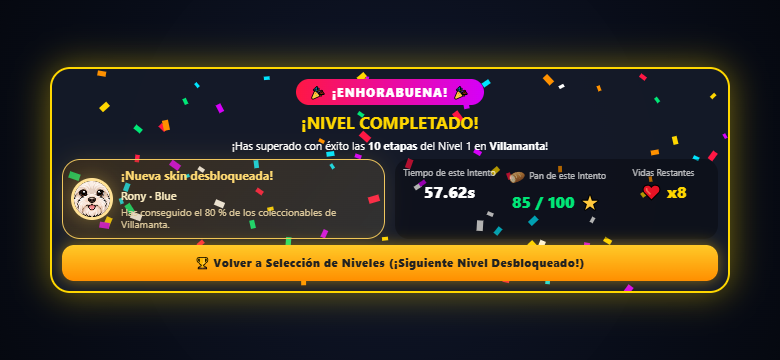 ¡ENHORABUENA!
¡NIVEL COMPLETADO!
¡Has superado con éxito las 10 etapas del Nivel 1 en Villamanta!
¡Nueva skin desbloqueada!
Rony · Blue
Has conseguido el 80 % de los coleccionables de
Villamanta.
Tiempo de este Intento
57.62s
Pan de este Intento
85 / 100
Vidas Restantes
x8
Volver a Selección de Niveles (¡Siguiente Nivel Desbloqueado!)